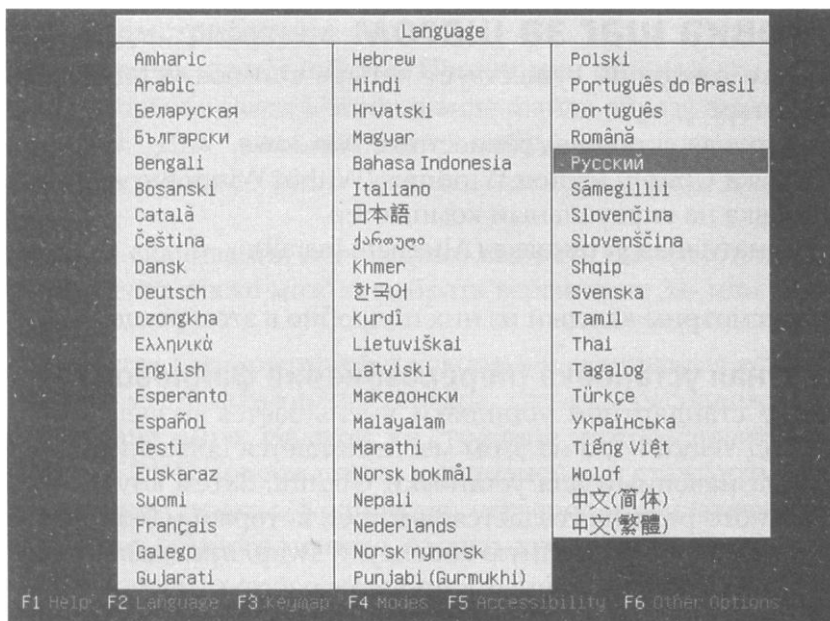 Language
Amharic
Arabic
Беларуская
Български
Bengali
Bosanski
Català
Čeština
Dansk
Deutsch
Dzongkha
Ελληνικά
English
Esperanto
Español
Eesti
Euskaraz
Suomi
Français
Galego
Gujarati
Hebrew
Hindi
Hrvatski
Magyar
Bahasa Indonesia
Italiano
日本語
ქართული
Khmer
한국어
Kurdî
Lietuviškai
Latviski
Македонски
Malayalam
Marathi
Norsk bokmål
Nepali
Nederlands
Norsk nynorsk
Punjabi (Gurmukhi)
Polski
Português do Brasil
Português
Română
Русский
Sámegillii
Slovenčina
Slovenščina
Shqip
Svenska
Tamil
Thai
Tagalog
Türkçe
Українська
Tiếng Việt
Wolof
中文(简体)
中文(繁體)
F1 Help F2 Language F3 Keymap F4 Modes F5 Accessibility F6 Other Options